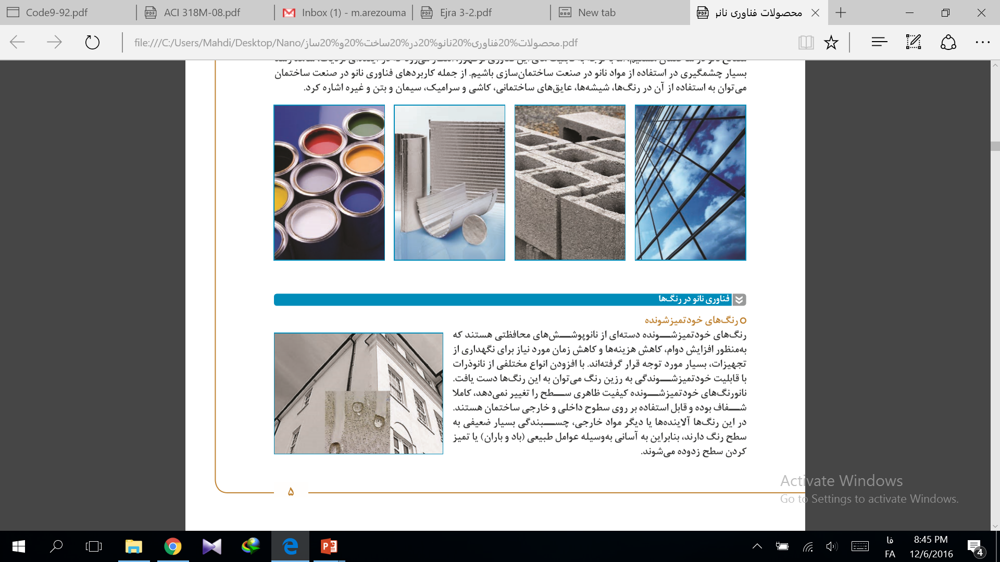 Code9-92.pdf
ACI 318M-08.pdf
Inbox (1) - m.arezouma
Ejra 3-2.pdf
New tab
محصولات فناوری نانو
file:///C:/Users/Mahdi/Desktop/Nano/محصولات%20فناوری%20نانو%20در%20ساخت%20و%20ساز.pdf
بسیار چشمگیری در استفاده از مواد نانو در صنعت ساختمان‌سازی باشیم. از جمله کاربردهای فناوری نانو در صنعت ساختمان
می‌توان به استفاده از آن در رنگ‌ها، شیشه‌ها، عایق‌های ساختمانی، کاشی و سرامیک، سیمان و بتن و غیره اشاره کرد.
فناوری نانو در رنگ‌ها
رنگ‌های خودتمیزشونده
رنگ‌های خودتمیزشونده دسته‌ای از نانوپوشش‌های محافظتی هستند که
به‌منظور افزایش دوام، کاهش هزینه‌ها و کاهش زمان مورد نیاز برای نگهداری از
تجهیزات، بسیار مورد توجه قرار گرفته‌اند. با افزودن انواع مختلفی از نانوذرات
با قابلیت خودتمیزشوندگی به رزین رنگ می‌توان به این رنگ‌ها دست یافت.
نانورنگ‌های خودتمیزشونده کیفیت ظاهری سطح را تغییر نمی‌دهد، کاملا
شفاف بوده و قابل استفاده بر روی سطوح داخلی و خارجی ساختمان هستند.
در این رنگ‌ها آلاینده‌ها یا دیگر مواد خارجی، چسبندگی بسیار ضعیفی به
سطح رنگ دارند، بنابراین به آسانی به‌وسیله عوامل طبیعی (باد و باران) یا تمیز
کردن سطح زدوده می‌شوند.
۵
Activate Windows
Go to Settings to activate Windows.
فا
FA
8:45 PM
12/6/2016
4